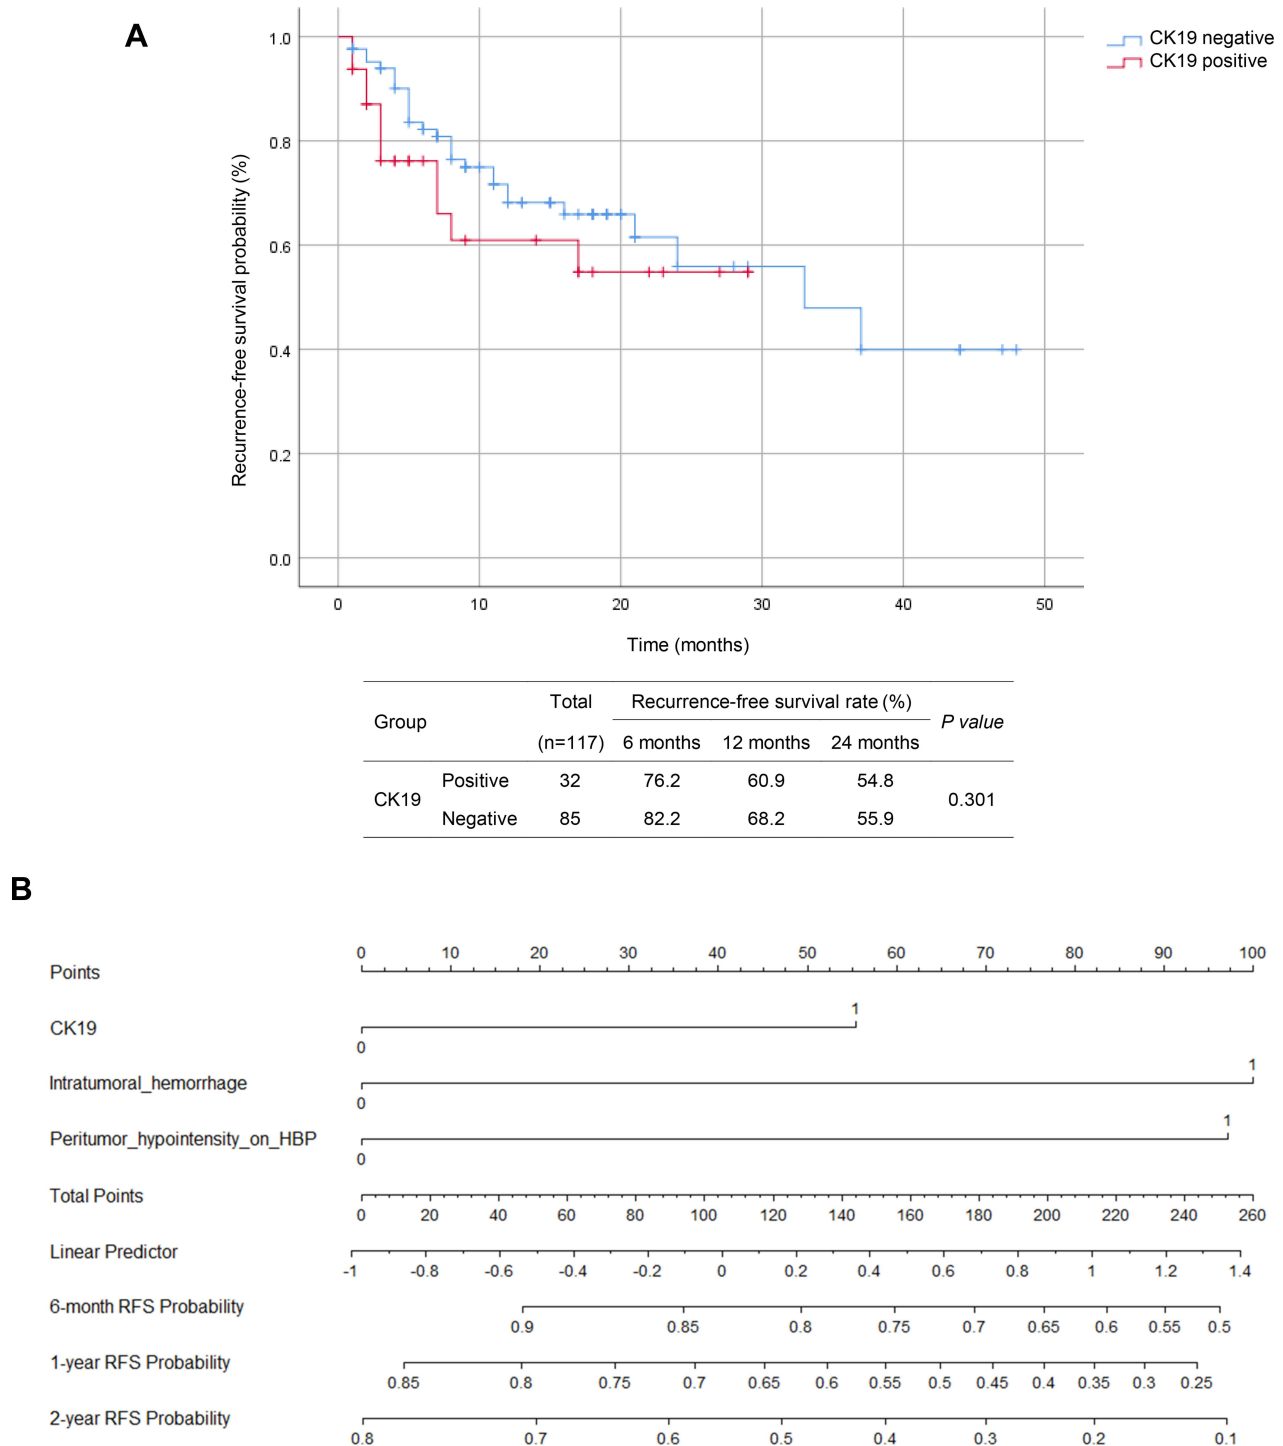 A
CK19 negative
CK19 positive
Recurrence-free survival probability (%)
1.0
0.8
0.6
0.4
0.2
0.0
0 10 20 30 40 50
Time (months)
Group Total (n=117) Recurrence-free survival rate (%) P value
6 months 12 months 24 months
CK19 Positive 32 76.2 60.9 54.8 0.301
Negative 85 82.2 68.2 55.9
B
Points 0 10 20 30 40 50 60 70 80 90 100
CK19 0 1
Intratumoral_hemorrhage 0 1
Peritumor_hypointensity_on_HBP 0 1
Total Points 0 20 40 60 80 100 120 140 160 180 200 220 240 260
Linear Predictor -1 -0.8 -0.6 -0.4 -0.2 0 0.2 0.4 0.6 0.8 1 1.2 1.4
6-month RFS Probability 0.9 0.85 0.8 0.75 0.7 0.65 0.6 0.55 0.5
1-year RFS Probability 0.85 0.8 0.75 0.7 0.65 0.6 0.55 0.5 0.45 0.4 0.35 0.3 0.25
2-year RFS Probability 0.8 0.7 0.6 0.5 0.4 0.3 0.2 0.1